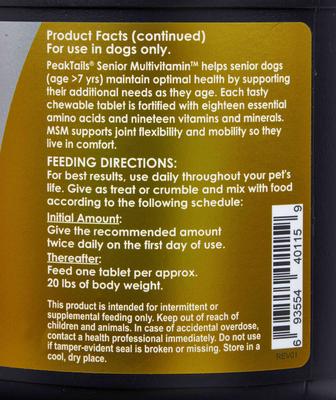 Product Facts (continued)
For use in dogs only.
PeakTails® Senior Multivitamin™ helps senior dogs
(age >7 yrs) maintain optimal health by supporting
their additional needs as they age. Each tasty
chewable tablet is fortified with eighteen essential
amino acids and nineteen vitamins and minerals.
MSM supports joint flexibility and mobility so they
live in comfort.
FEEDING DIRECTIONS:
For best results, use daily throughout your pet's
life. Give as treat or crumble and mix with food
according to the following schedule:
Initial Amount:
Give the recommended amount
twice daily on the first day of use.
Thereafter:
Feed one tablet per approx.
20 lbs of body weight.
This product is intended for intermittent or
supplemental feeding only. Keep out of reach of
children and animals. In case of accidental overdose,
contact a health professional immediately. Do not use
if tamper-evident seal is broken or missing. Store in a
cool, dry place.
6 93554 40115 9
REV01